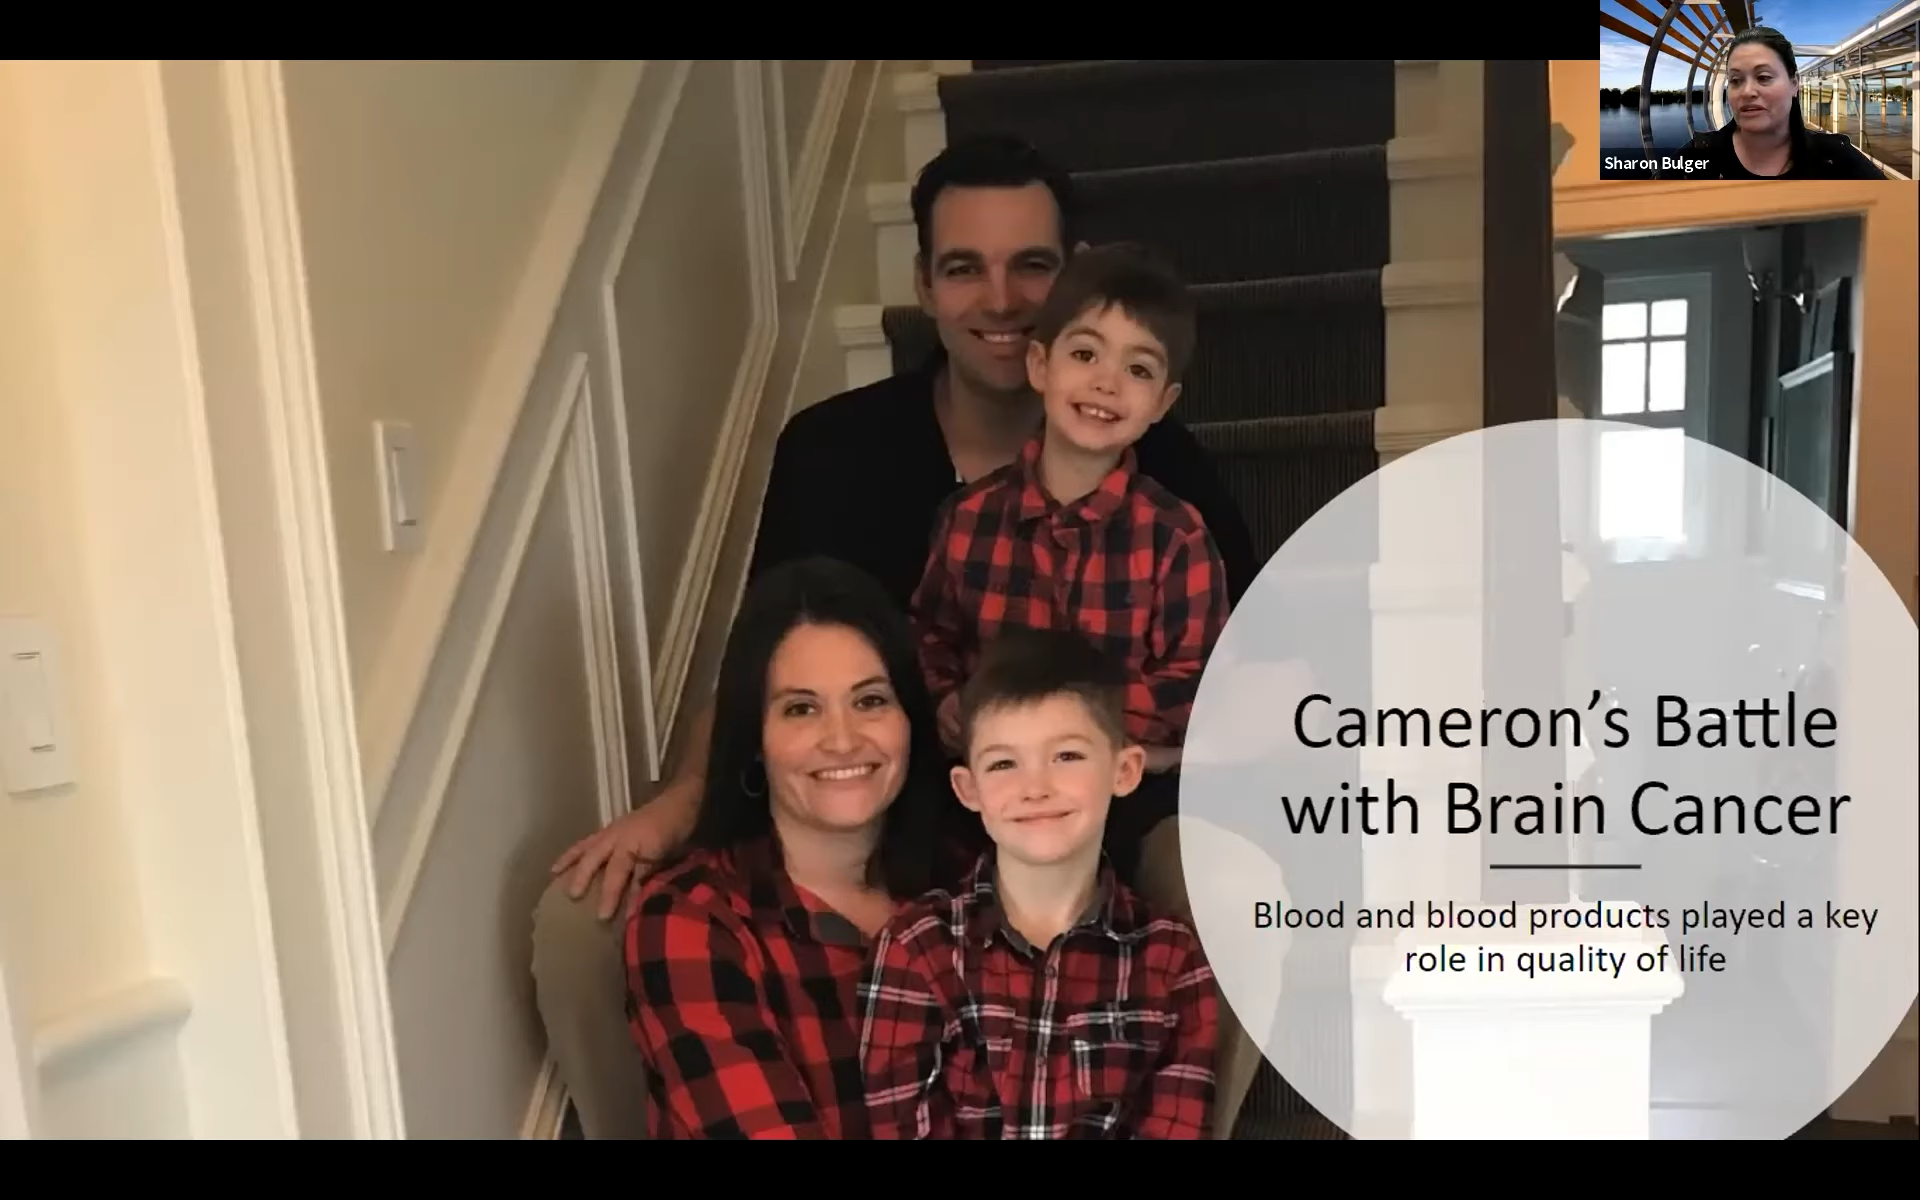 Sharon Bulger
Cameron’s Battle
with Brain Cancer
Blood and blood products played a key
role in quality of life